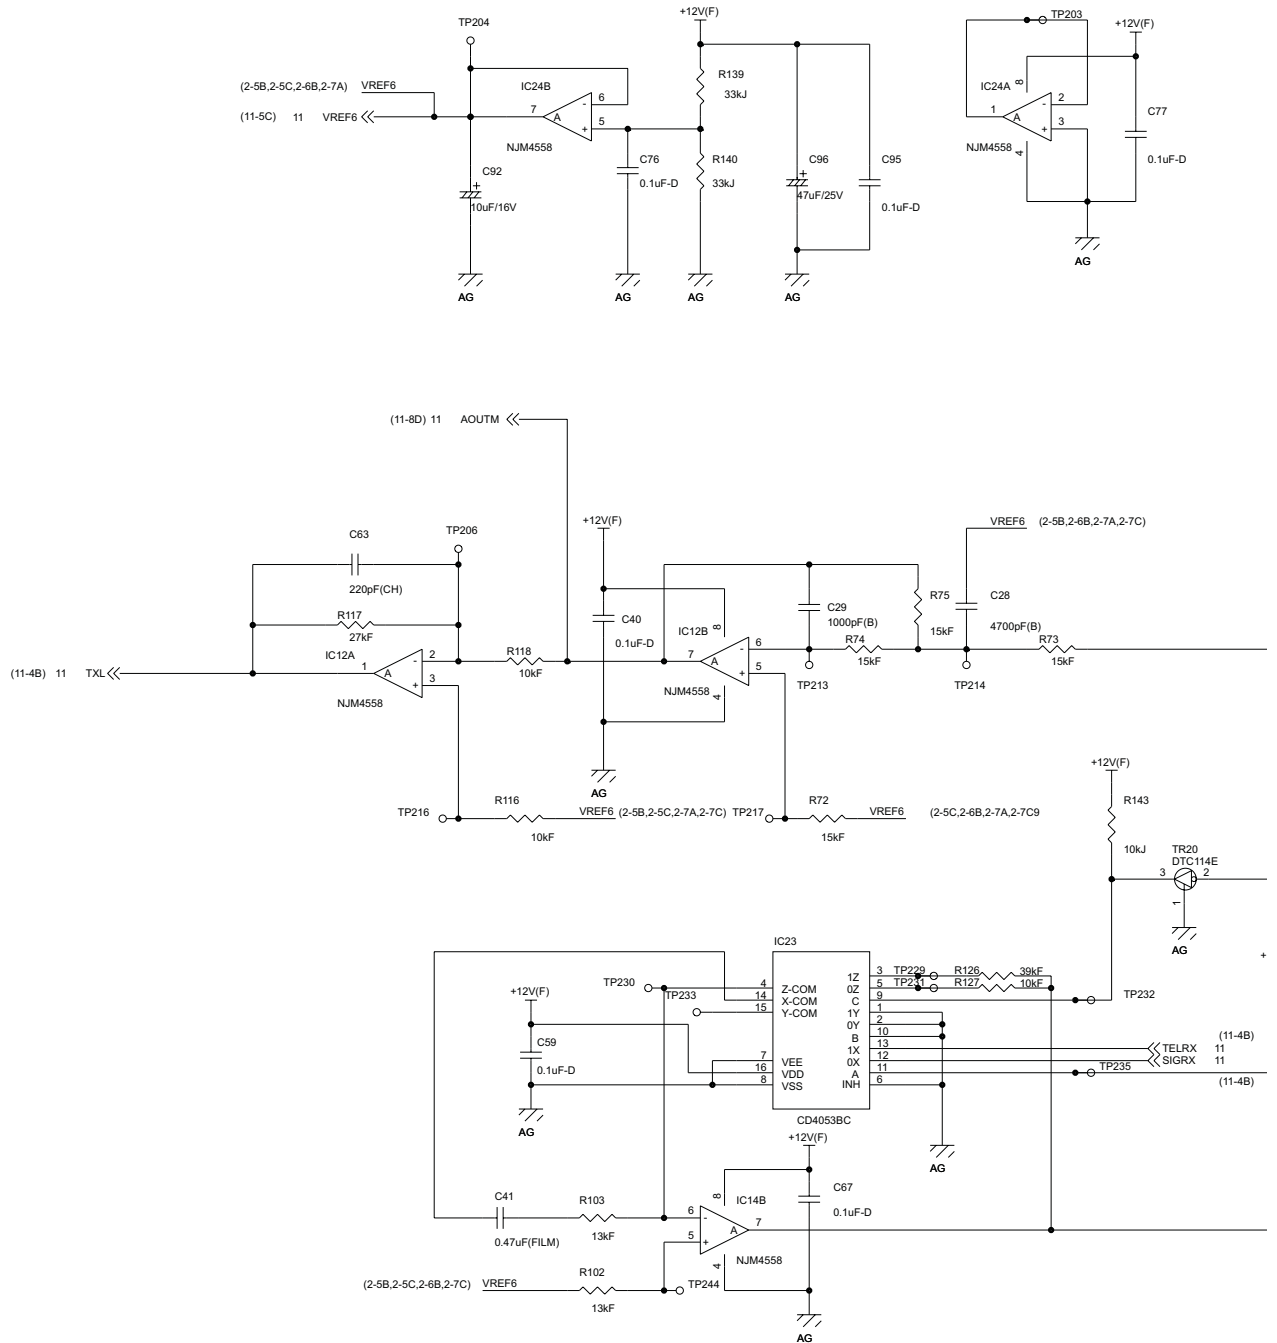 TP204
+12V(F)
TP203
+12V(F)
R139
33kJ
(2-5B,2-5C,2-6B,2-7A) VREF6
IC24B
6
7 A -
(11-5C) 11 VREF6
5
+
NJM4558
IC24A
8
2
1 A -
3
+
NJM4558
4
C77
0.1uF-D
C92
+
10uF/16V
C76
0.1uF-D
R140
33kJ
C96
+
47uF/25V
C95
0.1uF-D
AG
AG
AG
AG
AG
(11-8D) 11 AOUTM
C63
220pF(CH)
TP206
+12V(F)
VREF6 (2-5B,2-6B,2-7A,2-7C)
R117
27kF
C40
0.1uF-D
C29
1000pF(B)
R75
15kF
C28
4700pF(B)
IC12A
2
1 A -
3
+
NJM4558
(11-4B) 11 TXL
R118
10kF
IC12B
8
6
7 A -
5
+
NJM4558
4
R74
15kF
R73
15kF
TP213
TP214
AG
TP216
R116
10kF
VREF6 (2-5B,2-5C,2-7A,2-7C)
TP217
R72
15kF
VREF6 (2-5C,2-6B,2-7A,2-7C9
+12V(F)
R143
10kJ
TR20
DTC114E
3 2
1
AG
+
IC23
TP230
TP233
4 Z-COM
14 X-COM
15 Y-COM
7 VEE
16 VDD
8 VSS
1Z 3
0Z 5
C 9
1Y 1
0Y 2
B 10
1X 13
0X 12
A 11
INH 6
CD4053BC
TP229 R126 39kF
TP231 R127 10kF
TP232
(11-4B)
TELRX 11
SIGRX 11
TP235
(11-4B)
+12V(F)
C59
0.1uF-D
AG
AG
+12V(F)
C41
0.47uF(FILM)
R103
13kF
8
IC14B
6 -
5 +
A 7
4
NJM4558
C67
0.1uF-D
(2-5B,2-5C,2-6B,2-7C) VREF6
R102
13kF
TP244
AG